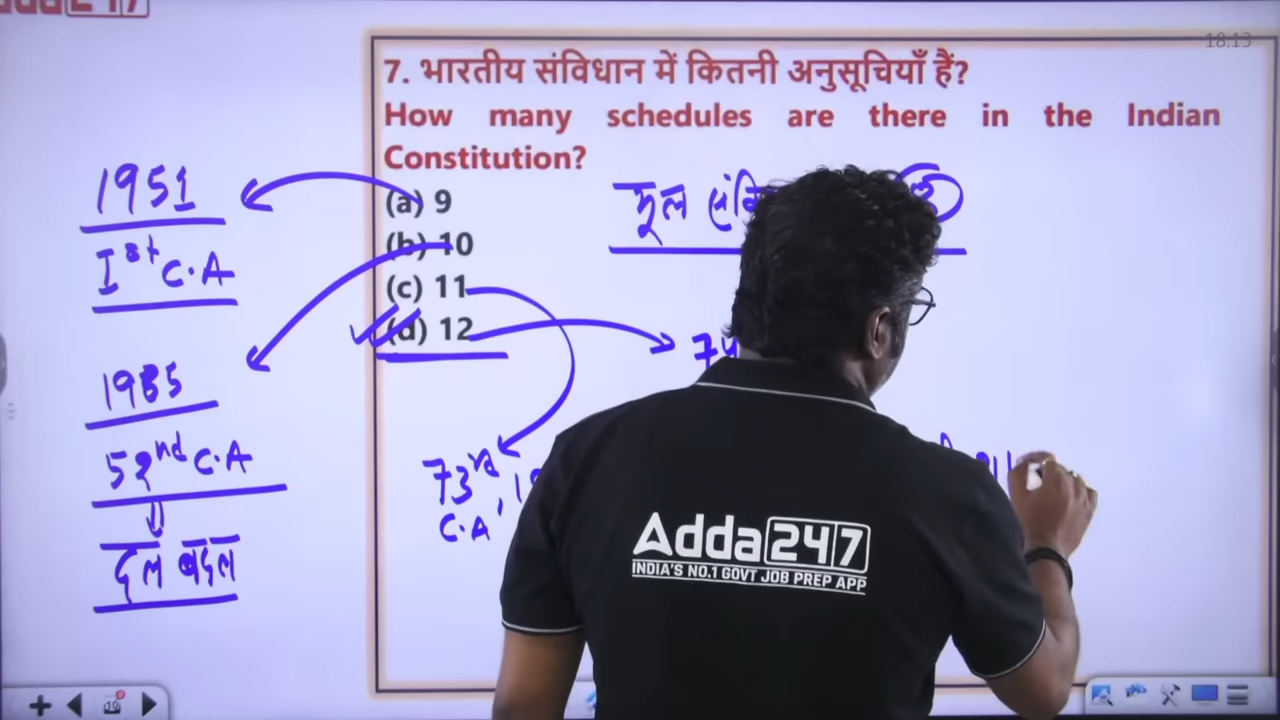 247
18:13
7. भारतीय संविधान में कितनी अनुसूचियाँ हैं?
How many schedules are there in the Indian
Constitution?
(a) 9
(b) 10
(c) 11
(d) 12
मूल
1951
Ist C.A
1985
52nd C.A
दल बदल
73rd
C.A
Adda247
INDIA'S NO.1 GOVT JOB PREP APP